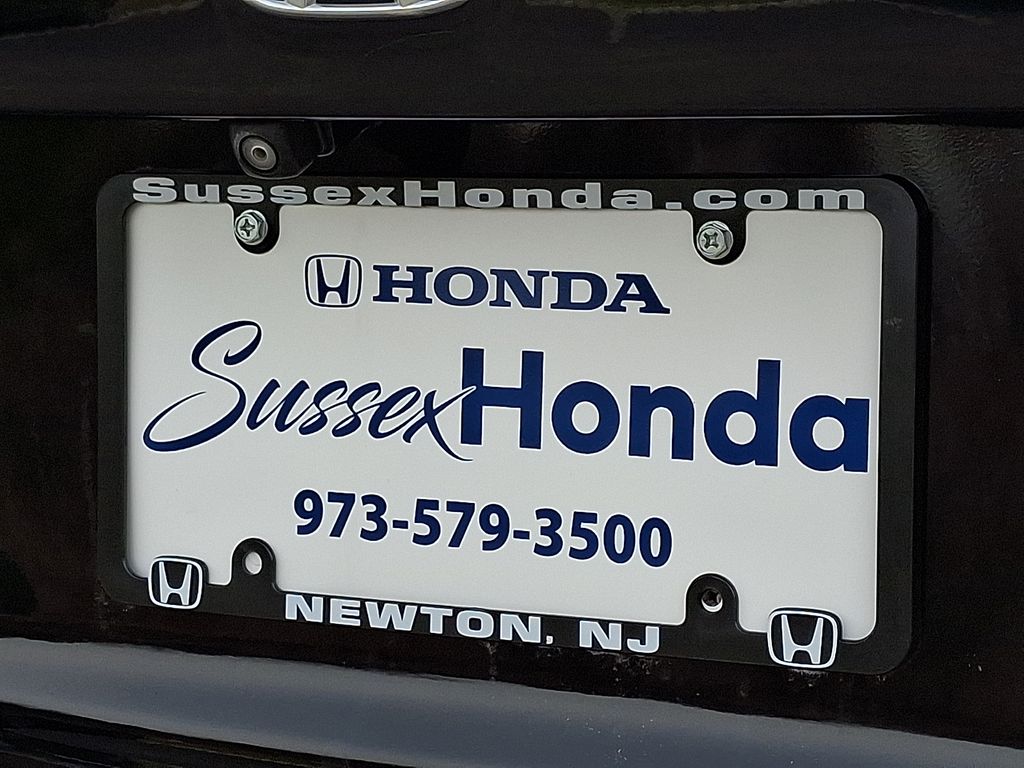 SussexHonda.com
HONDA
SussexHonda
973-579-3500
NEWTON, NJ